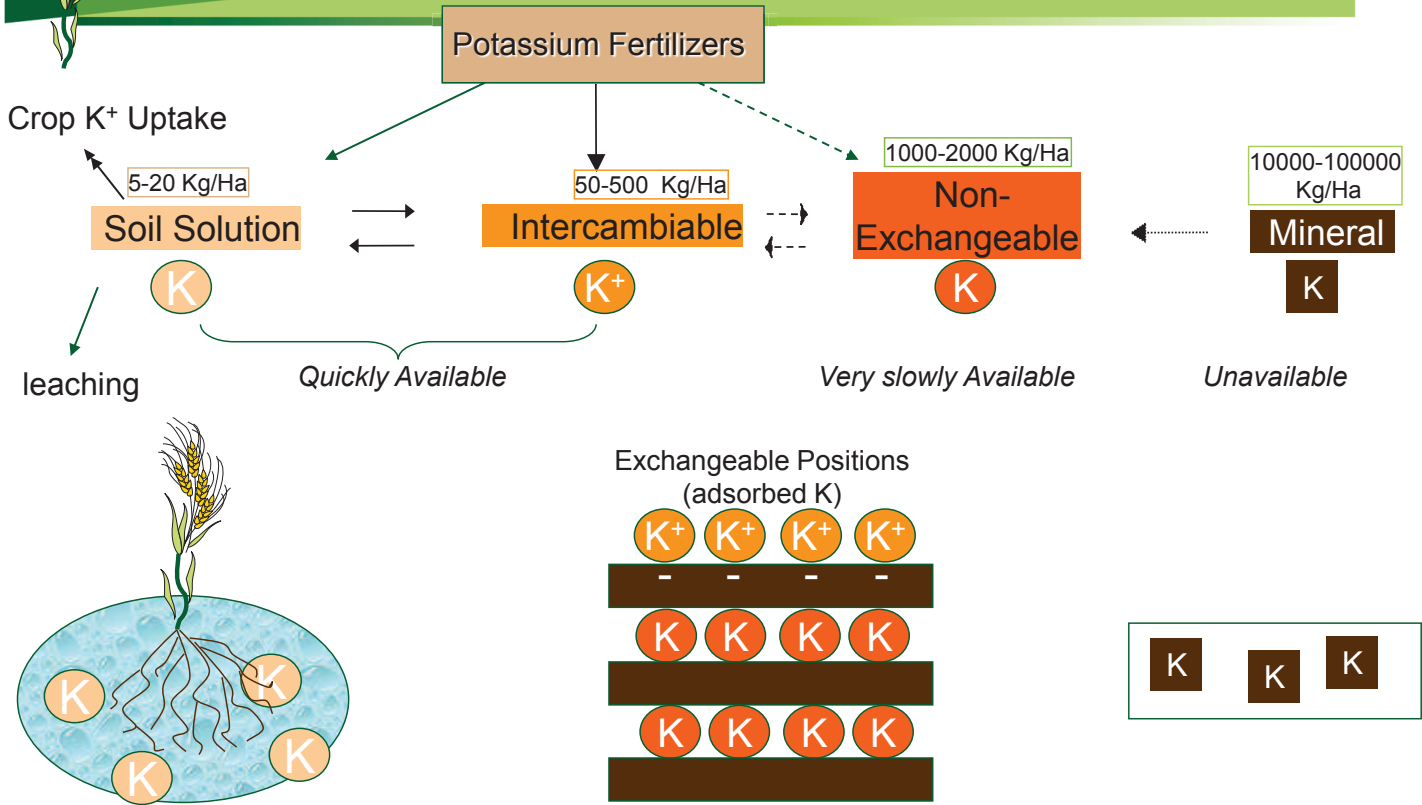 Potassium Fertilizers
Crop K⁺ Uptake
5-20 Kg/Ha
Soil Solution
K
50-500 Kg/Ha
Intercambiable
K⁺
1000-2000 Kg/Ha
Non-
Exchangeable
K
10000-100000
Kg/Ha
Mineral
K
leaching
Quickly Available
Very slowly Available
Unavailable
Exchangeable Positions
(adsorbed K)
K⁺ K⁺ K⁺ K⁺
- - - -
K K K K
K K K K
K K
K K
K K K